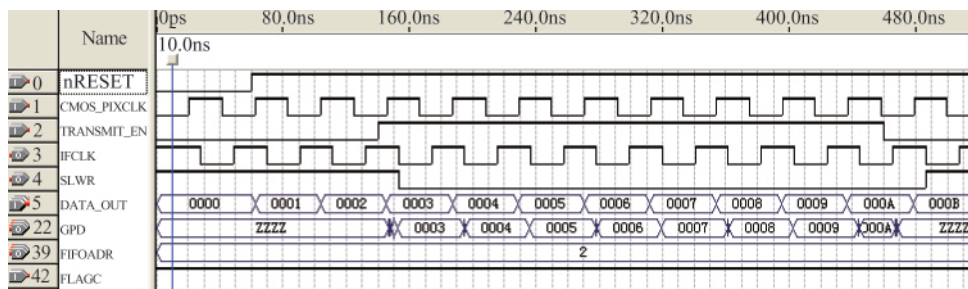 0ps 80.0ns 160.0ns 240.0ns 320.0ns 400.0ns 480.0ns
Name
10.0ns
0 nRESET
1 CMOS_PIXCLK
2 TRANSMIT_EN
3 IFCLK
4 SLWR
5 DATA_OUT 0000 0001 0002 0003 0004 0005 0006 0007 0008 0009 000A 000B
22 GPD ZZZZ 0003 0004 0005 0006 0007 0008 0009 000A ZZZZ
39 FIFOADR 2
42 FLAGC